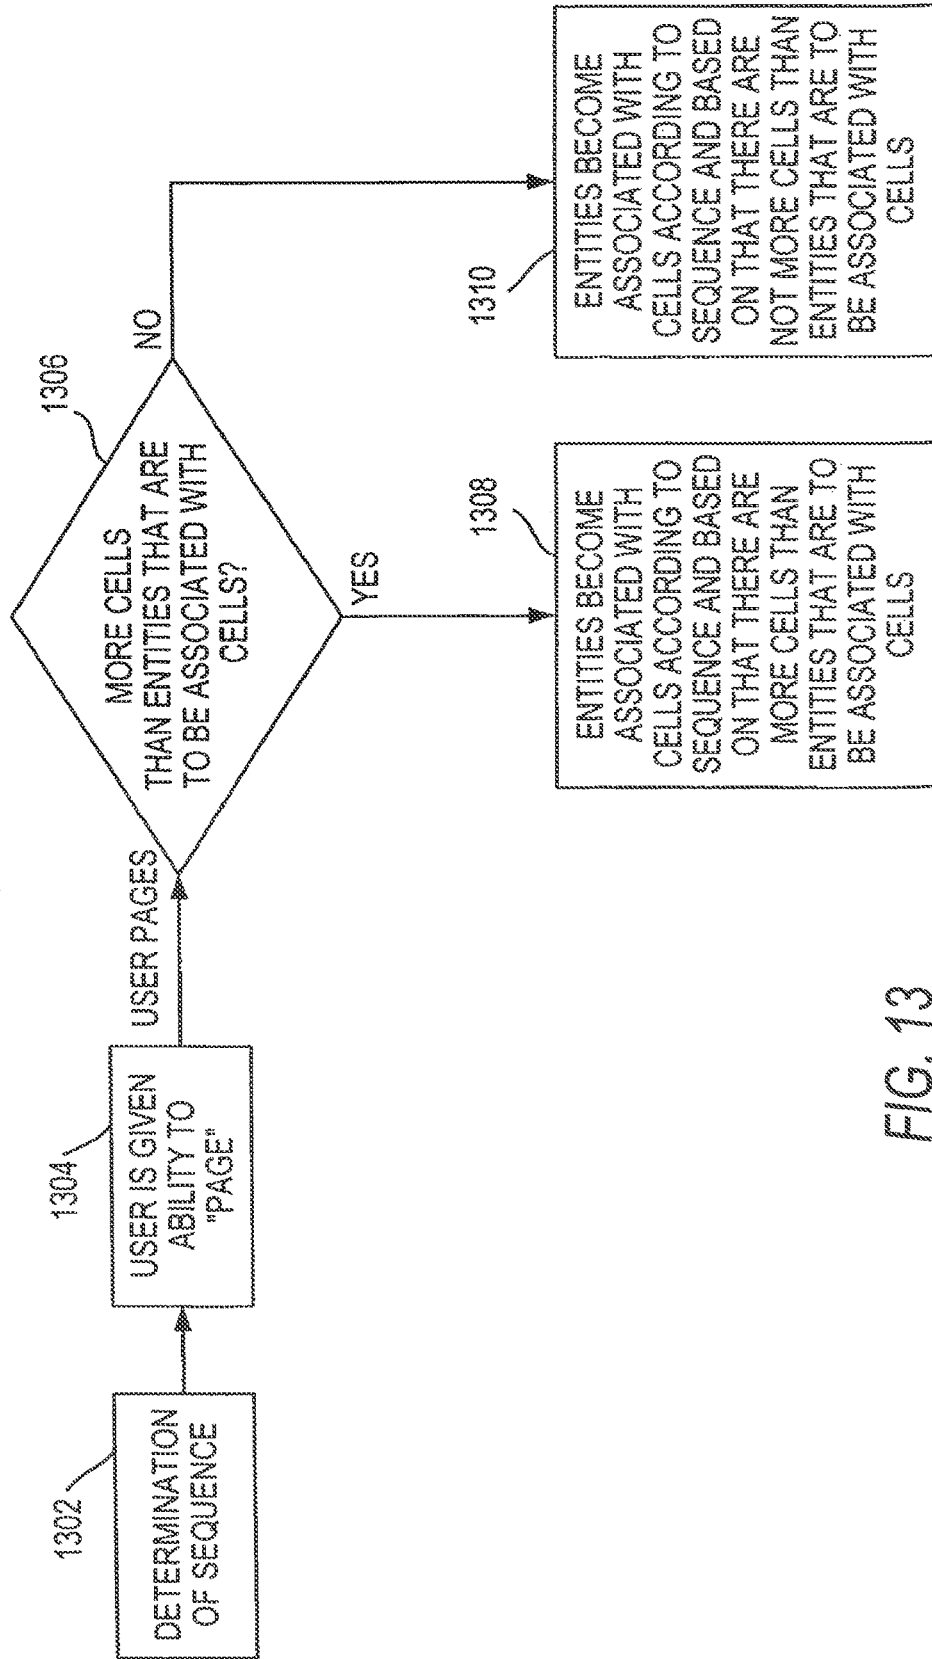 1302
DETERMINATION
OF SEQUENCE
1304
USER IS GIVEN
ABILITY TO
"PAGE"
USER PAGES
1306
MORE CELLS
THAN ENTITIES THAT ARE
TO BE ASSOCIATED WITH
CELLS?
YES
NO
1308
ENTITIES BECOME
ASSOCIATED WITH
CELLS ACCORDING TO
SEQUENCE AND BASED
ON THAT THERE ARE
MORE CELLS THAN
ENTITIES THAT ARE TO
BE ASSOCIATED WITH
CELLS
1310
ENTITIES BECOME
ASSOCIATED WITH
CELLS ACCORDING TO
SEQUENCE AND BASED
ON THAT THERE ARE
NOT MORE CELLS THAN
ENTITIES THAT ARE TO
BE ASSOCIATED WITH
CELLS
FIG. 13